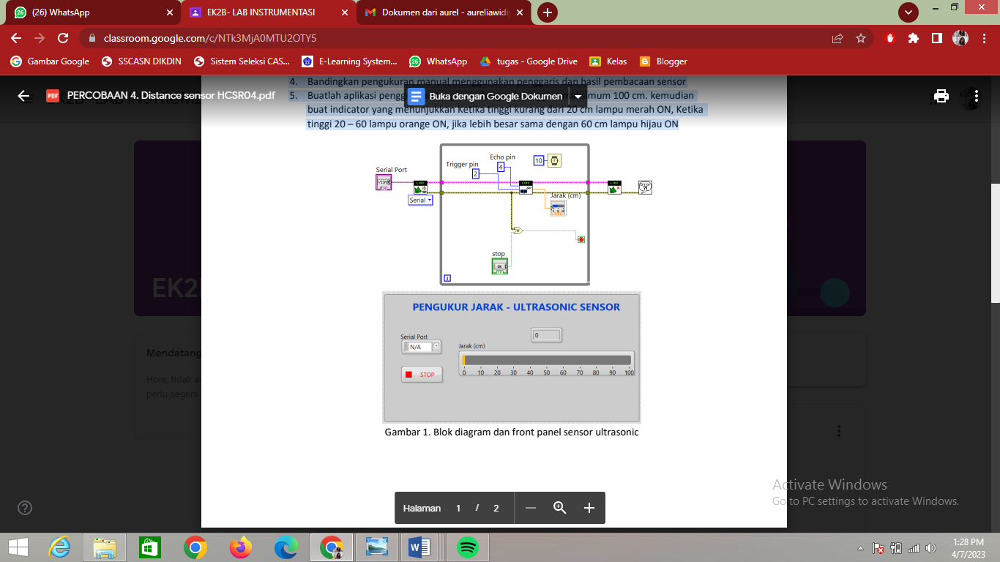 (26) WhatsApp
EK2B- LAB INSTRUMENTASI
Dokumen dari aurel - aureliawidi
classroom.google.com/c/NTk3MjA0MTU2OTY5
Gambar Google
SSCASN DIKDIN
Sistem Seleksi CAS...
E-Learning System...
WhatsApp
tugas - Google Drive
Kelas
Blogger
PERCOBAAN 4. Distance sensor HCSR04.pdf
Buka dengan Google Dokumen
4. Bandingkan pengukuran manual menggunakan penggaris dan hasil pembacaan sensor
5. Buatlah aplikasi 100 cm. kemudian
buat indicator yang menunjukkan Ketika tinggi kurang dari 20 cm lampu merah ON, Ketika
tinggi 20 – 60 lampu orange ON, jika lebih besar sama dengan 60 cm lampu hijau ON
Echo pin
4
10
Trigger pin
2
Serial Port
VISA
LINX
LINX
LINX
Serial
Jarak (cm)
stop
i
PENGUKUR JARAK - ULTRASONIC SENSOR
0
Serial Port
N/A
Jarak (cm)
STOP
0 10 20 30 40 50 60 70 80 90 100
Gambar 1. Blok diagram dan front panel sensor ultrasonic
EK2
Mendatang
Hore, tidak a
perlu segera
Activate Windows
Go to PC settings to activate Windows.
Halaman 1 / 2
1:28 PM
4/7/2023